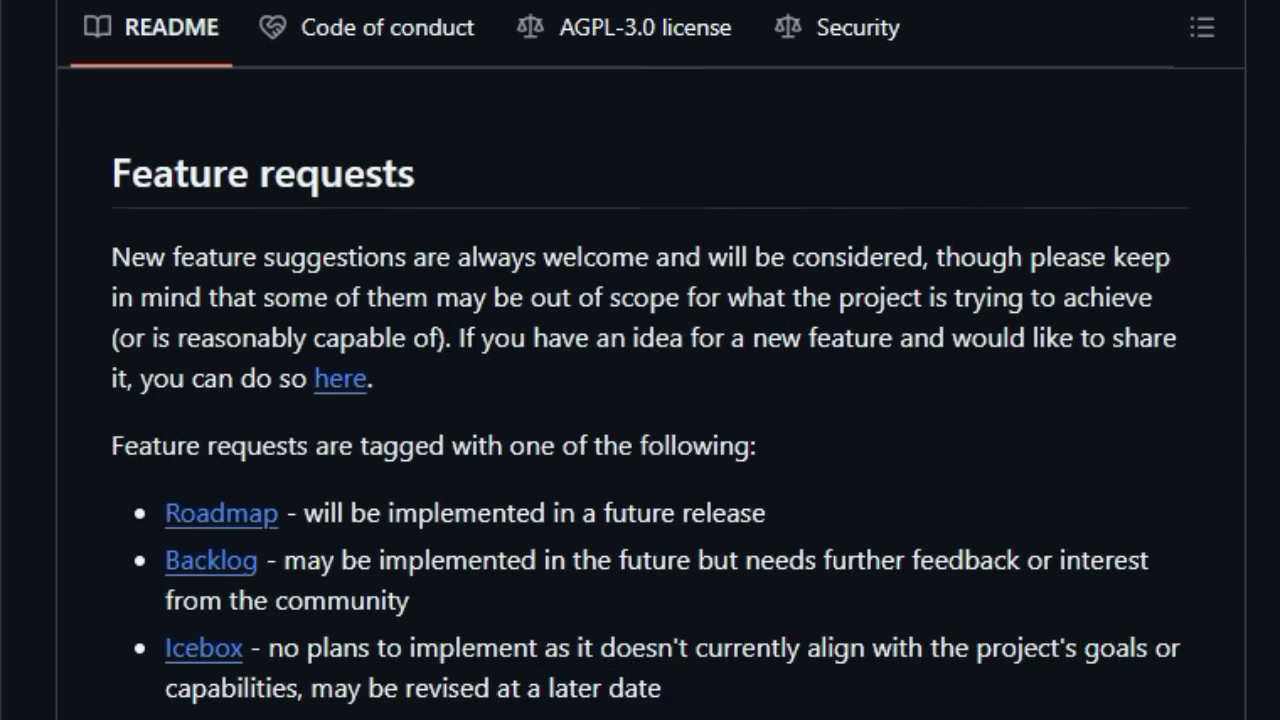 README Code of conduct AGPL-3.0 license Security
Feature requests
New feature suggestions are always welcome and will be considered, though please keep
in mind that some of them may be out of scope for what the project is trying to achieve
(or is reasonably capable of). If you have an idea for a new feature and would like to share
it, you can do so here.
Feature requests are tagged with one of the following:
Roadmap - will be implemented in a future release
Backlog - may be implemented in the future but needs further feedback or interest
from the community
Icebox - no plans to implement as it doesn't currently align with the project's goals or
capabilities, may be revised at a later date